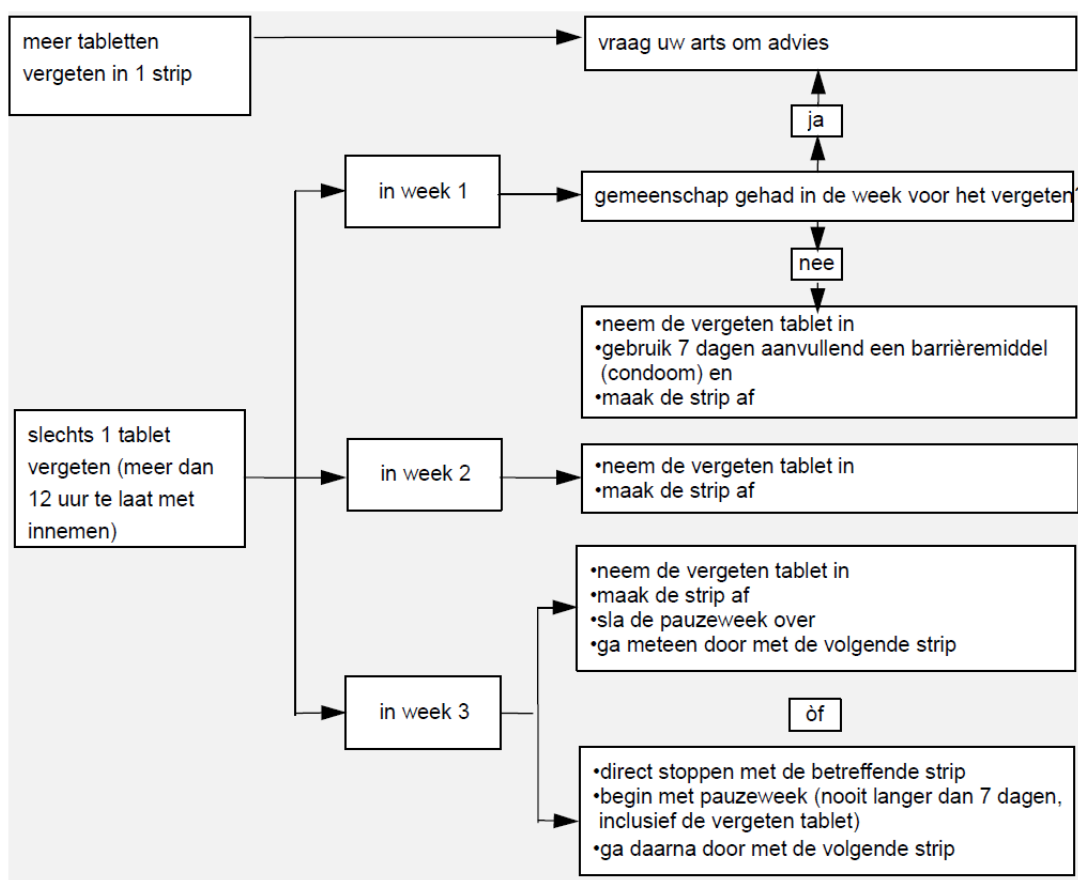 meer tabletten
vergeten in 1 strip
vraag uw arts om advies
ja
in week 1
gemeenschap gehad in de week voor het vergeten?
nee
•neem de vergeten tablet in
•gebruik 7 dagen aanvullend een barrièremiddel
(condoom) en
•maak de strip af
slechts 1 tablet
vergeten (meer dan
12 uur te laat met
innemen)
in week 2
•neem de vergeten tablet in
•maak de strip af
•neem de vergeten tablet in
•maak de strip af
•sla de pauzeweek over
•ga meteen door met de volgende strip
in week 3
òf
•direct stoppen met de betreffende strip
•begin met pauzeweek (nooit langer dan 7 dagen,
inclusief de vergeten tablet)
•ga daarna door met de volgende strip